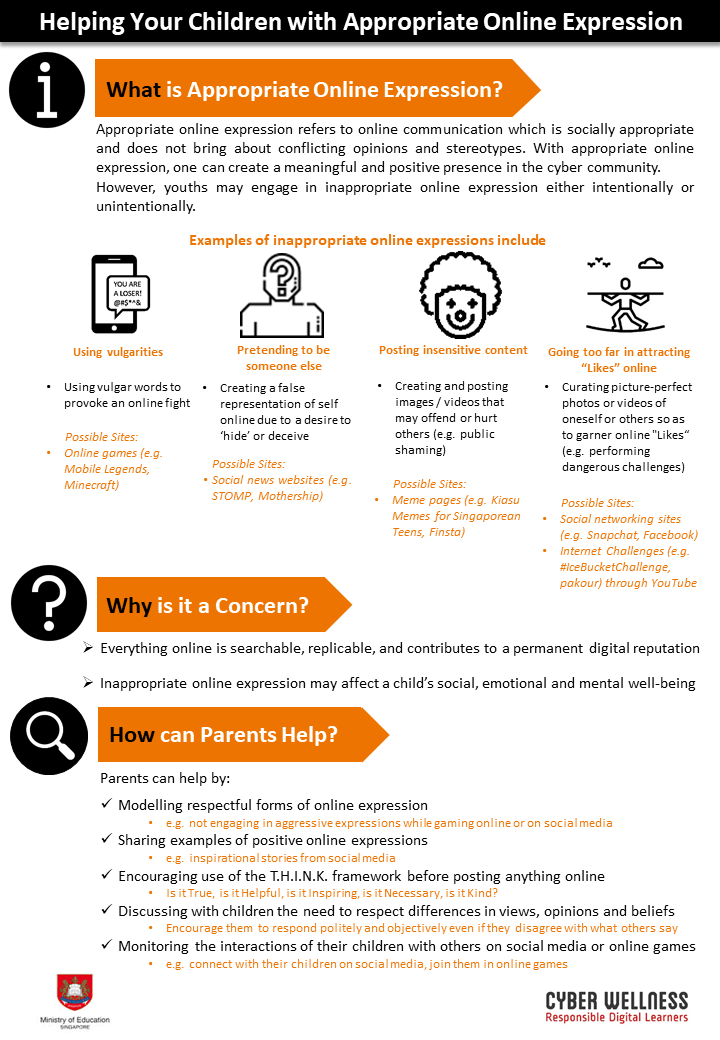 Helping Your Children with Appropriate Online Expression
What is Appropriate Online Expression?
Appropriate online expression refers to online communication which is socially appropriate
and does not bring about conflicting opinions and stereotypes. With appropriate online
expression, one can create a meaningful and positive presence in the cyber community.
However, youths may engage in inappropriate online expression either intentionally or
unintentionally.
Examples of inappropriate online expressions include
YOU ARE
A LOSER!
@#$*^&
Using vulgarities
• Using vulgar words to
provoke an online fight
Possible Sites:
• Online games (e.g.
Mobile Legends,
Minecraft)
Pretending to be
someone else
• Creating a false
representation of self
online due to a desire to
‘hide’ or deceive
Possible Sites:
• Social news websites (e.g.
STOMP, Mothership)
Posting insensitive content
• Creating and posting
images / videos that
may offend or hurt
others (e.g. public
shaming)
Possible Sites:
• Meme pages (e.g. Kiasu
Memes for Singaporean
Teens, Finsta)
Going too far in attracting
“Likes” online
• Curating picture-perfect
photos or videos of
oneself or others so as
to garner online "Likes“
(e.g. performing
dangerous challenges)
Possible Sites:
• Social networking sites
(e.g. Snapchat, Facebook)
• Internet Challenges (e.g.
#IceBucketChallenge,
pakour) through YouTube
Why is it a Concern?
➢ Everything online is searchable, replicable, and contributes to a permanent digital reputation
➢ Inappropriate online expression may affect a child’s social, emotional and mental well-being
How can Parents Help?
Parents can help by:
✓ Modelling respectful forms of online expression
• e.g. not engaging in aggressive expressions while gaming online or on social media
✓ Sharing examples of positive online expressions
• e.g. inspirational stories from social media
✓ Encouraging use of the T.H.I.N.K. framework before posting anything online
• Is it True, is it Helpful, is it Inspiring, is it Necessary, is it Kind?
✓ Discussing with children the need to respect differences in views, opinions and beliefs
• Encourage them to respond politely and objectively even if they disagree with what others say
✓ Monitoring the interactions of their children with others on social media or online games
• e.g. connect with their children on social media, join them in online games
Ministry of Education
SINGAPORE
CYBER WELLNESS
Responsible Digital Learners